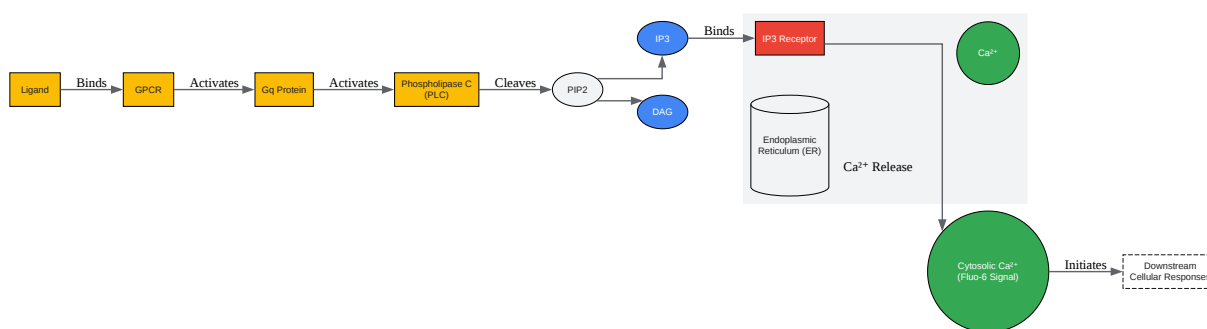 Ligand
Binds
GPCR
Activates
Gq Protein
Activates
Phospholipase C
(PLC)
Cleaves
PIP2
IP3
DAG
Binds
IP3 Receptor
Ca²⁺
Endoplasmic
Reticulum (ER)
Ca²⁺ Release
Cytosolic Ca²⁺
(Fluo-6 Signal)
Initiates
Downstream
Cellular Responses